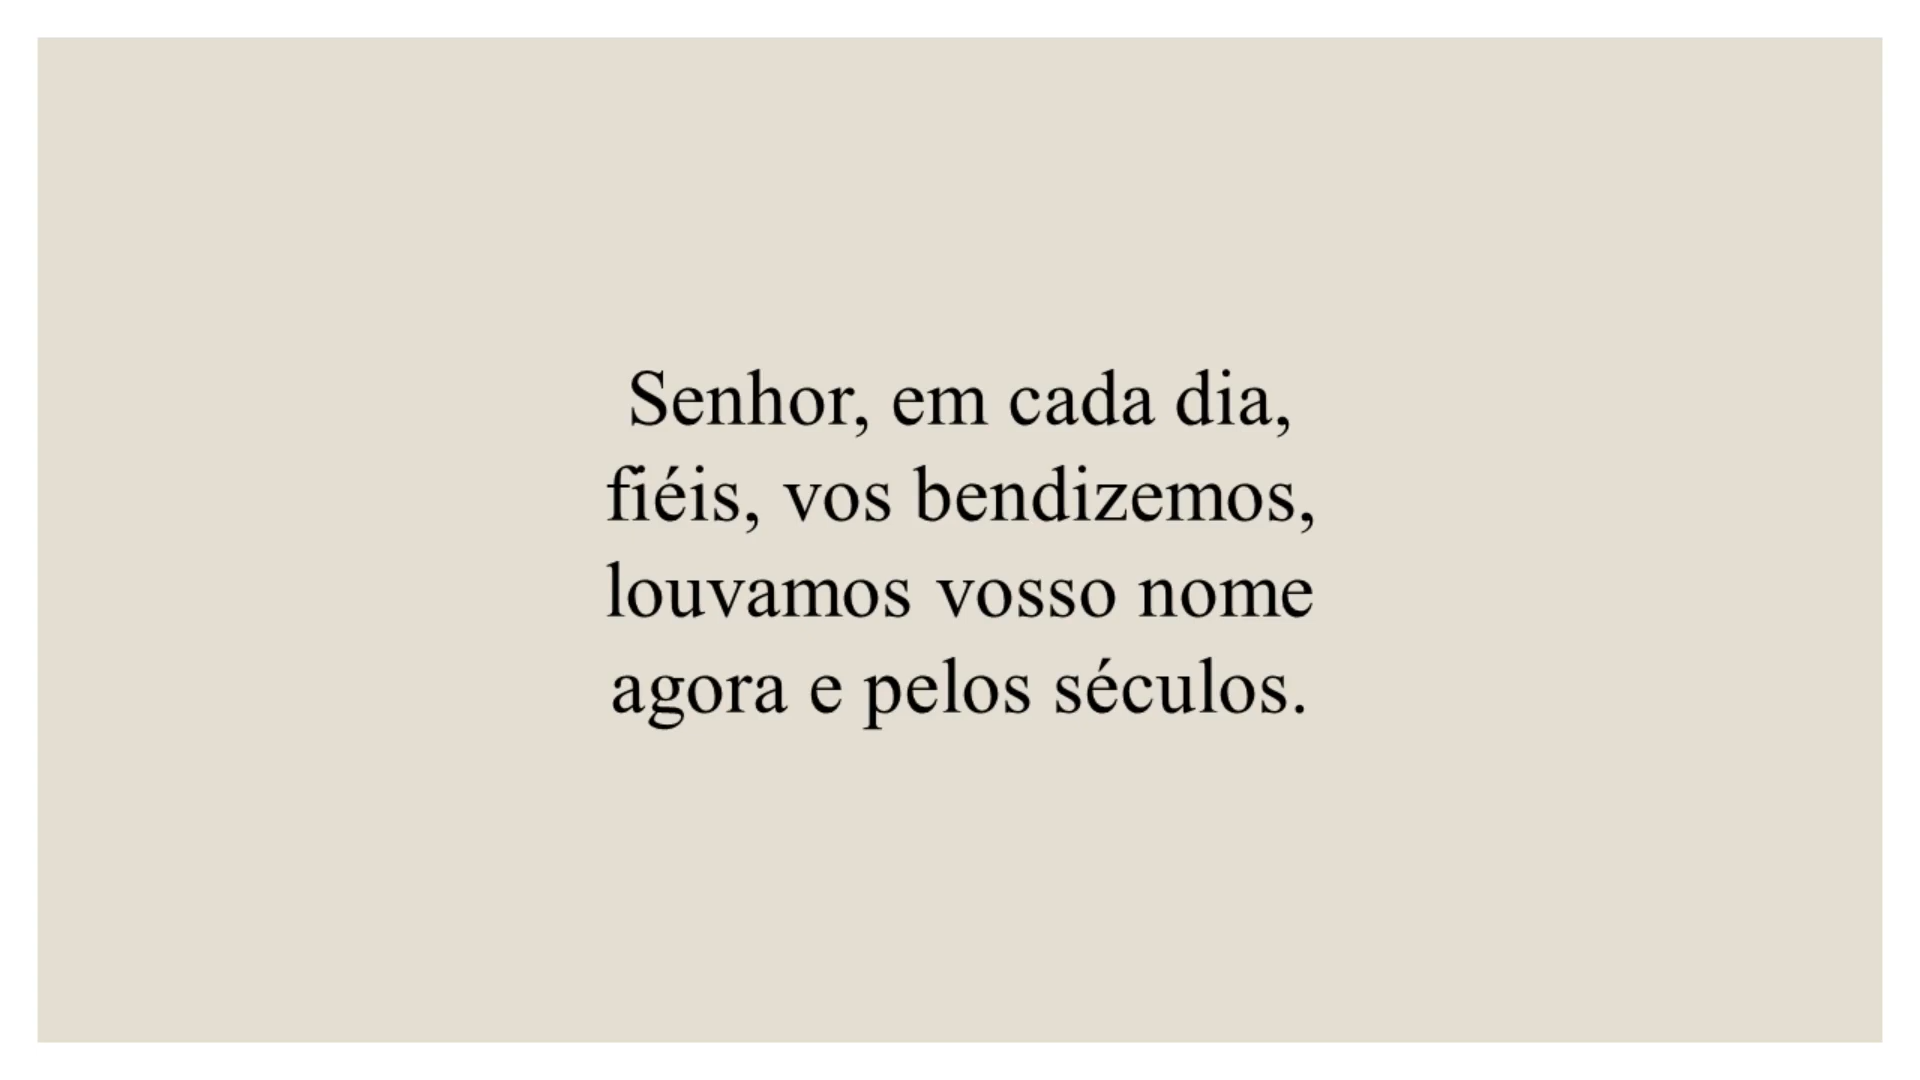 Senhor, em cada dia,
fiéis, vos bendizemos,
louvamos vosso nome
agora e pelos séculos.